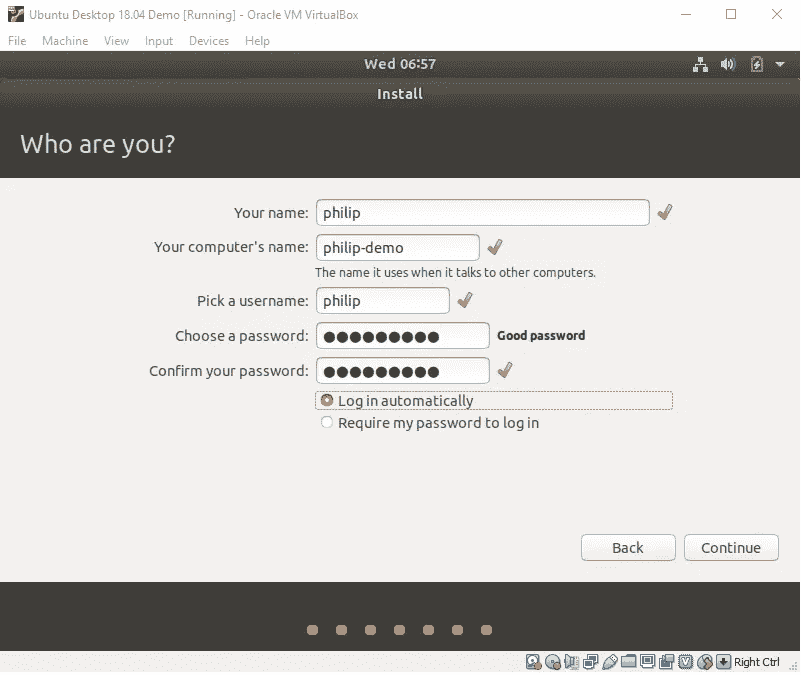 Ubuntu Desktop 18.04 Demo [Running] - Oracle VM VirtualBox
File Machine View Input Devices Help
Wed 06:57
Install
Who are you?
Your name: philip
Your computer's name: philip-demo
The name it uses when it talks to other computers.
Pick a username: philip
Choose a password: ●●●●●●●●● Good password
Confirm your password: ●●●●●●●●●
Log in automatically
Require my password to log in
Back Continue
Right Ctrl